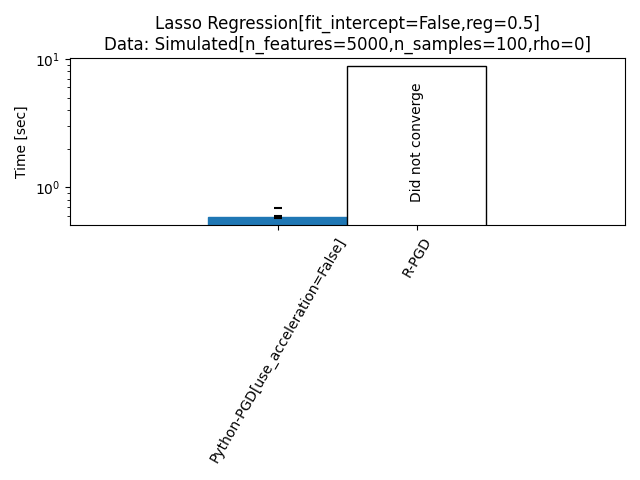 Lasso Regression[fit_intercept=False,reg=0.5]
Data: Simulated[n_features=5000,n_samples=100,rho=0]
Time [sec]
10¹
10⁰
Did not converge
Python-PGD[use_acceleration=False]
R-PGD